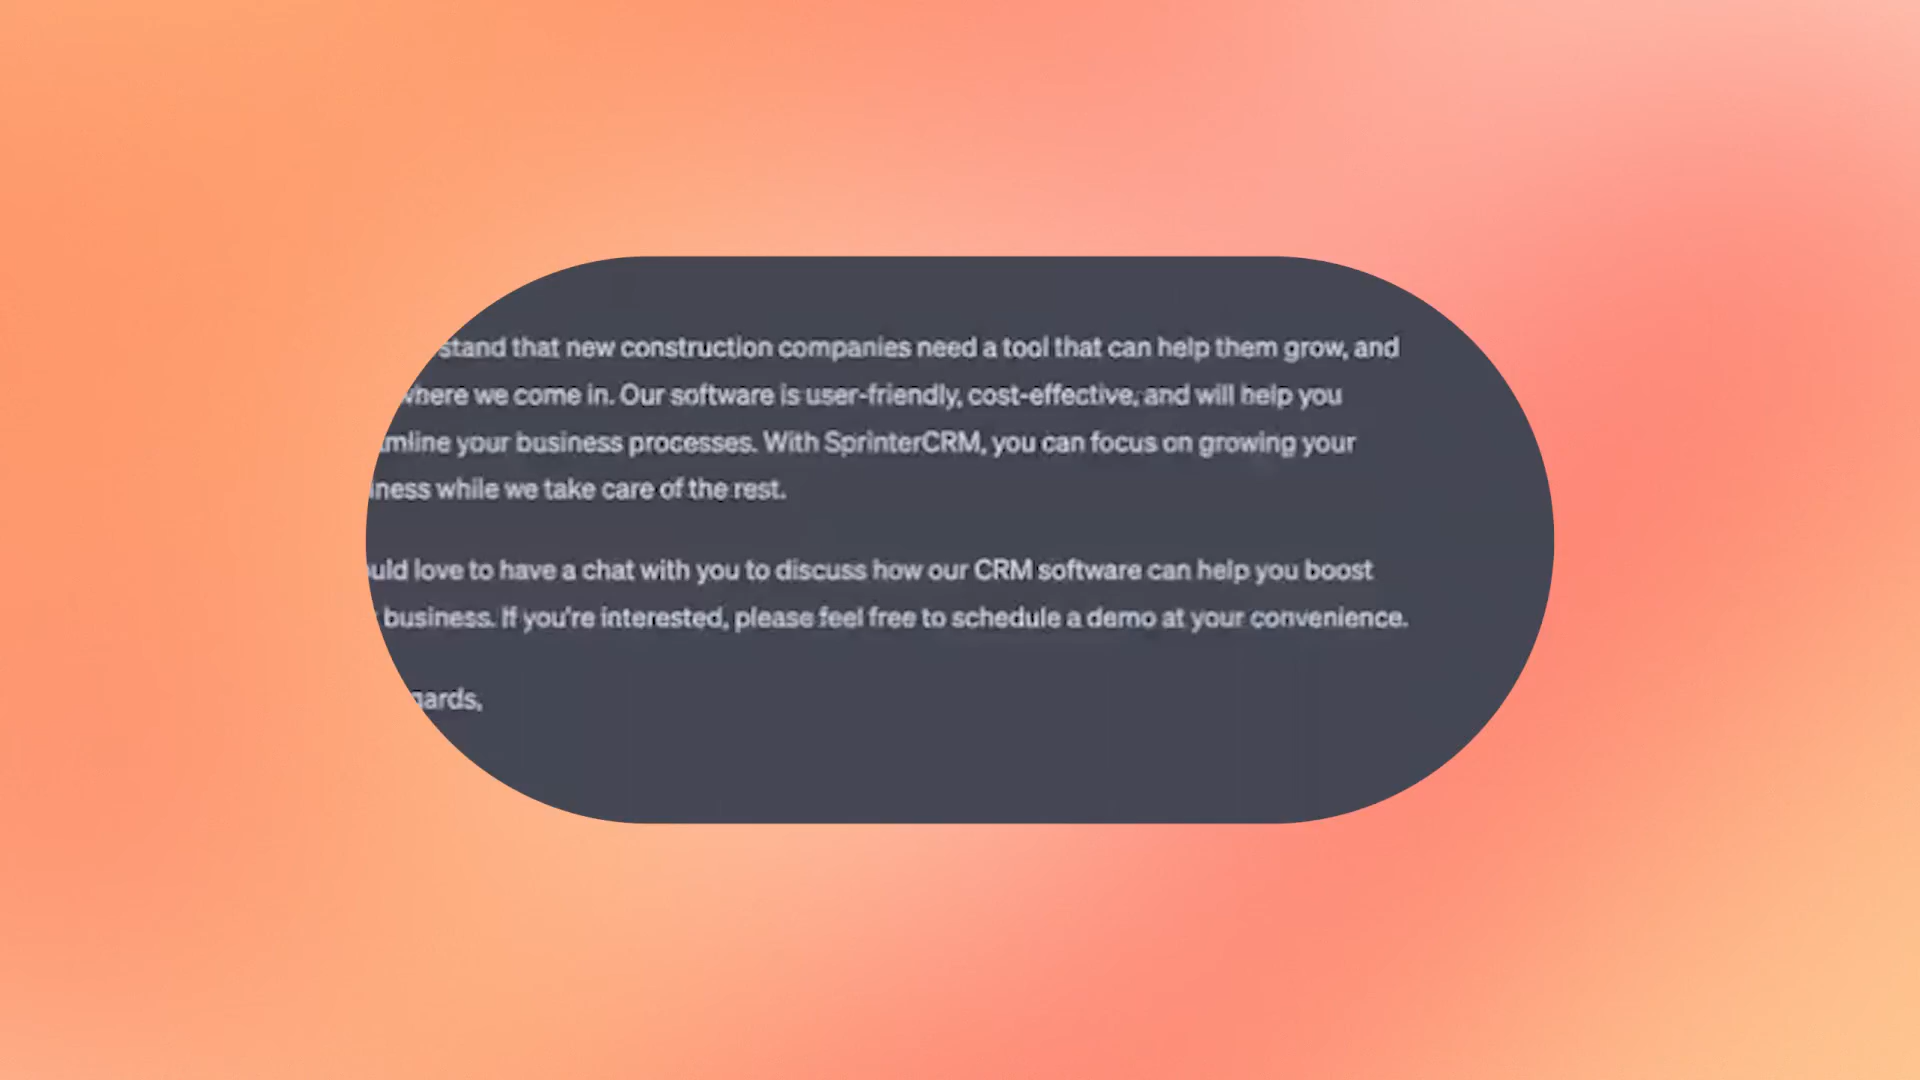 stand that new construction companies need a tool that can help them grow, and
where we come in. Our software is user-friendly, cost-effective, and will help you
mline your business processes. With SprinterCRM, you can focus on growing your
iness while we take care of the rest.
uld love to have a chat with you to discuss how our CRM software can help you boost
business. If you're interested, please feel free to schedule a demo at your convenience.
gards,